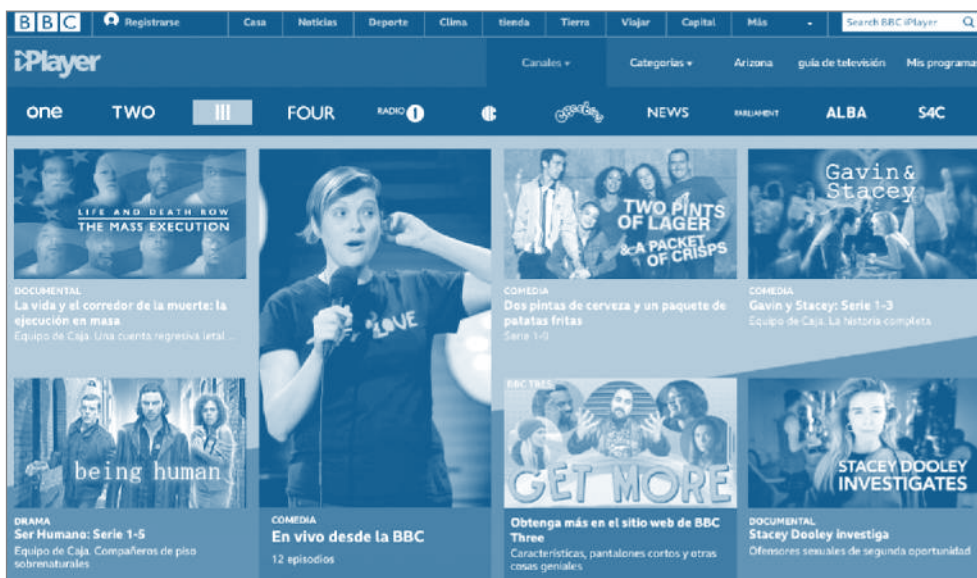 BBC Registrarse Casa Noticias Deporte Clima tienda Tierra Viajar Capital Más Search BBC iPlayer
iPlayer Canales Categorías Arizona guía de televisión Mis programas
one TWO III FOUR RADIO 1 NEWS PARLIAMENT ALBA S4C
LIFE AND DEATH ROW
THE MASS EXECUTION
DOCUMENTAL
La vida y el corredor de la muerte: la
ejecución en masa
Equipo de Caja. Una cuenta regresiva letal...
being human
DRAMA
Ser Humano: Serie 1-5
Equipo de Caja. Compañeros de piso
sobrenaturales
LOVE
COMEDIA
En vivo desde la BBC
12 episodios
TWO PINTS
OF LAGER
& A PACKET
OF CRISPS
COMEDIA
Dos pintas de cerveza y un paquete de
patatas fritas
Serie 1-9
BBC TRES
GET MORE
Obtenga más en el sitio web de BBC
Three
Características, pantalones cortos y otras
cosas geniales
Gavin &
Stacey
COMEDIA
Gavin y Stacey: Serie 1-3
Equipo de Caja. La historia completa
STACEY DOOLEY
INVESTIGATES
DOCUMENTAL
Stacey Dooley investiga
Ofensores sexuales de segunda oportunidad